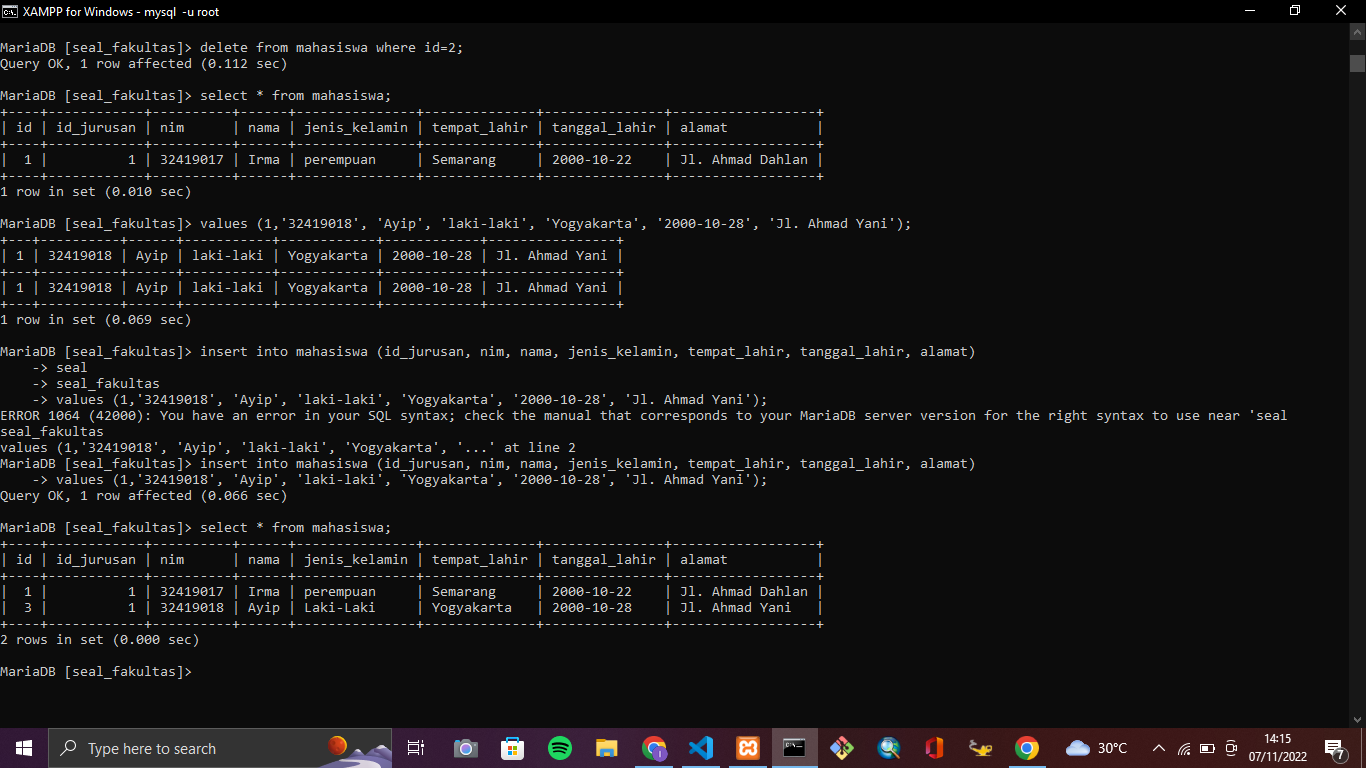 XAMPP for Windows - mysql  -u root
MariaDB [seal_fakultas]> delete from mahasiswa where id=2;
Query OK, 1 row affected (0.112 sec)
MariaDB [seal_fakultas]> select * from mahasiswa;
+----+------------+----------+------+---------------+--------------+---------------+------------------+
| id | id_jurusan | nim      | nama | jenis_kelamin | tempat_lahir | tanggal_lahir | alamat           |
+----+------------+----------+------+---------------+--------------+---------------+------------------+
|  1 |          1 | 32419017 | Irma | perempuan     | Semarang     | 2000-10-22    | Jl. Ahmad Dahlan |
+----+------------+----------+------+---------------+--------------+---------------+------------------+
1 row in set (0.010 sec)
MariaDB [seal_fakultas]> values (1,'32419018', 'Ayip', 'laki-laki', 'Yogyakarta', '2000-10-28', 'Jl. Ahmad Yani');
+---+----------+------+-----------+------------+------------+----------------+
| 1 | 32419018 | Ayip | laki-laki | Yogyakarta | 2000-10-28 | Jl. Ahmad Yani |
+---+----------+------+-----------+------------+------------+----------------+
| 1 | 32419018 | Ayip | laki-laki | Yogyakarta | 2000-10-28 | Jl. Ahmad Yani |
+---+----------+------+-----------+------------+------------+----------------+
1 row in set (0.069 sec)
MariaDB [seal_fakultas]> insert into mahasiswa (id_jurusan, nim, nama, jenis_kelamin, tempat_lahir, tanggal_lahir, alamat)
    -> seal
    -> seal_fakultas
    -> values (1,'32419018', 'Ayip', 'laki-laki', 'Yogyakarta', '2000-10-28', 'Jl. Ahmad Yani');
ERROR 1064 (42000): You have an error in your SQL syntax; check the manual that corresponds to your MariaDB server version for the right syntax to use near 'seal
seal_fakultas
values (1,'32419018', 'Ayip', 'laki-laki', 'Yogyakarta', '...' at line 2
MariaDB [seal_fakultas]> insert into mahasiswa (id_jurusan, nim, nama, jenis_kelamin, tempat_lahir, tanggal_lahir, alamat)
    -> values (1,'32419018', 'Ayip', 'laki-laki', 'Yogyakarta', '2000-10-28', 'Jl. Ahmad Yani');
Query OK, 1 row affected (0.066 sec)
MariaDB [seal_fakultas]> select * from mahasiswa;
+----+------------+----------+------+---------------+--------------+---------------+------------------+
| id | id_jurusan | nim      | nama | jenis_kelamin | tempat_lahir | tanggal_lahir | alamat           |
+----+------------+----------+------+---------------+--------------+---------------+------------------+
|  1 |          1 | 32419017 | Irma | perempuan     | Semarang     | 2000-10-22    | Jl. Ahmad Dahlan |
|  3 |          1 | 32419018 | Ayip | Laki-Laki     | Yogyakarta   | 2000-10-28    | Jl. Ahmad Yani   |
+----+------------+----------+------+---------------+--------------+---------------+------------------+
2 rows in set (0.000 sec)
MariaDB [seal_fakultas]>
Type here to search
30°C
14:15
07/11/2022
7